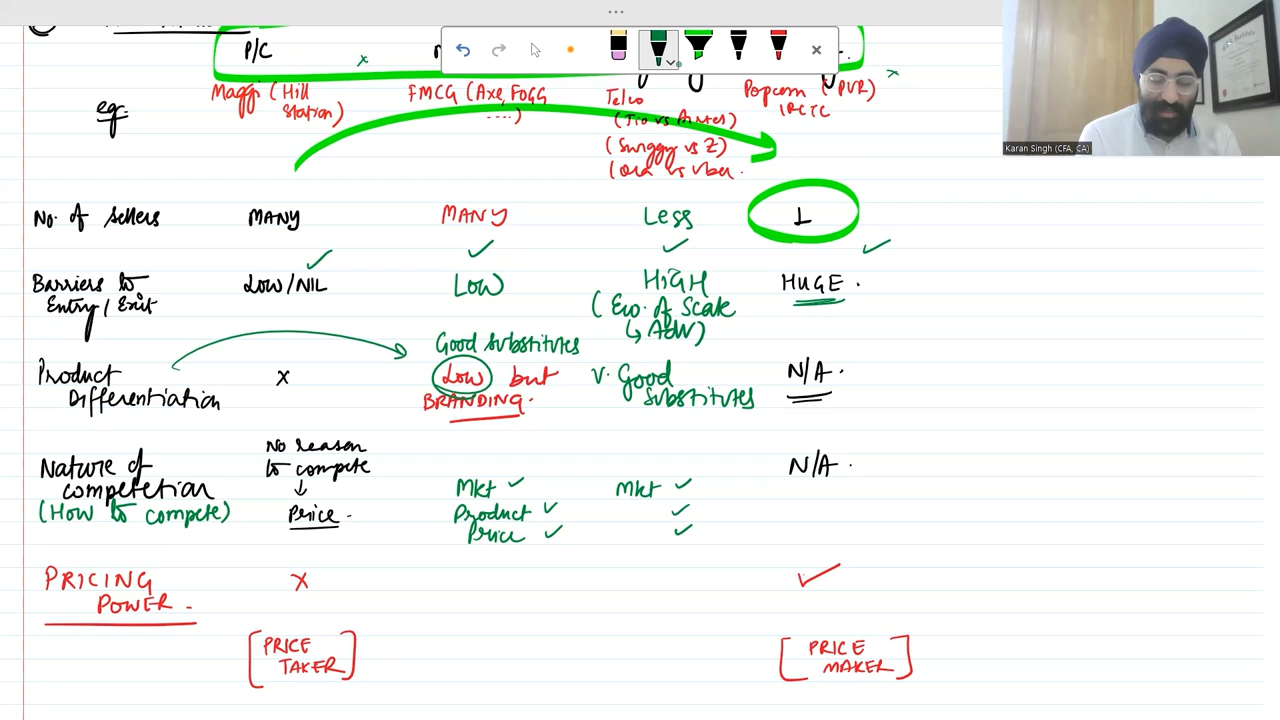 P/C
eg:
Maggi (Hill Station)
FMCG (Axe, FOGG ....)
Telco
(Jio vs Airtel)
(Swiggy vs Z)
(Ola vs Uber.
Popcorn (PVR)
IRCTC
Karan Singh (CFA, CA)
No. of sellers MANY MANY Less 1
Barriers to Entry / Exit
LOW/NIL
LOW
HIGH
(Eco. of Scale
↳ Adv)
HUGE.
Product Differentiation
x
Good substitutes
Low but
BRANDING.
V. Good
substitutes
N/A.
Nature of
competetion
(How to compete)
No reason
to compete
↓
Price.
Mkt ✓
Product ✓
Price ✓
Mkt ✓
✓
✓
N/A.
PRICING
POWER.
x
✓
[PRICE
TAKER]
[PRICE
MAKER]